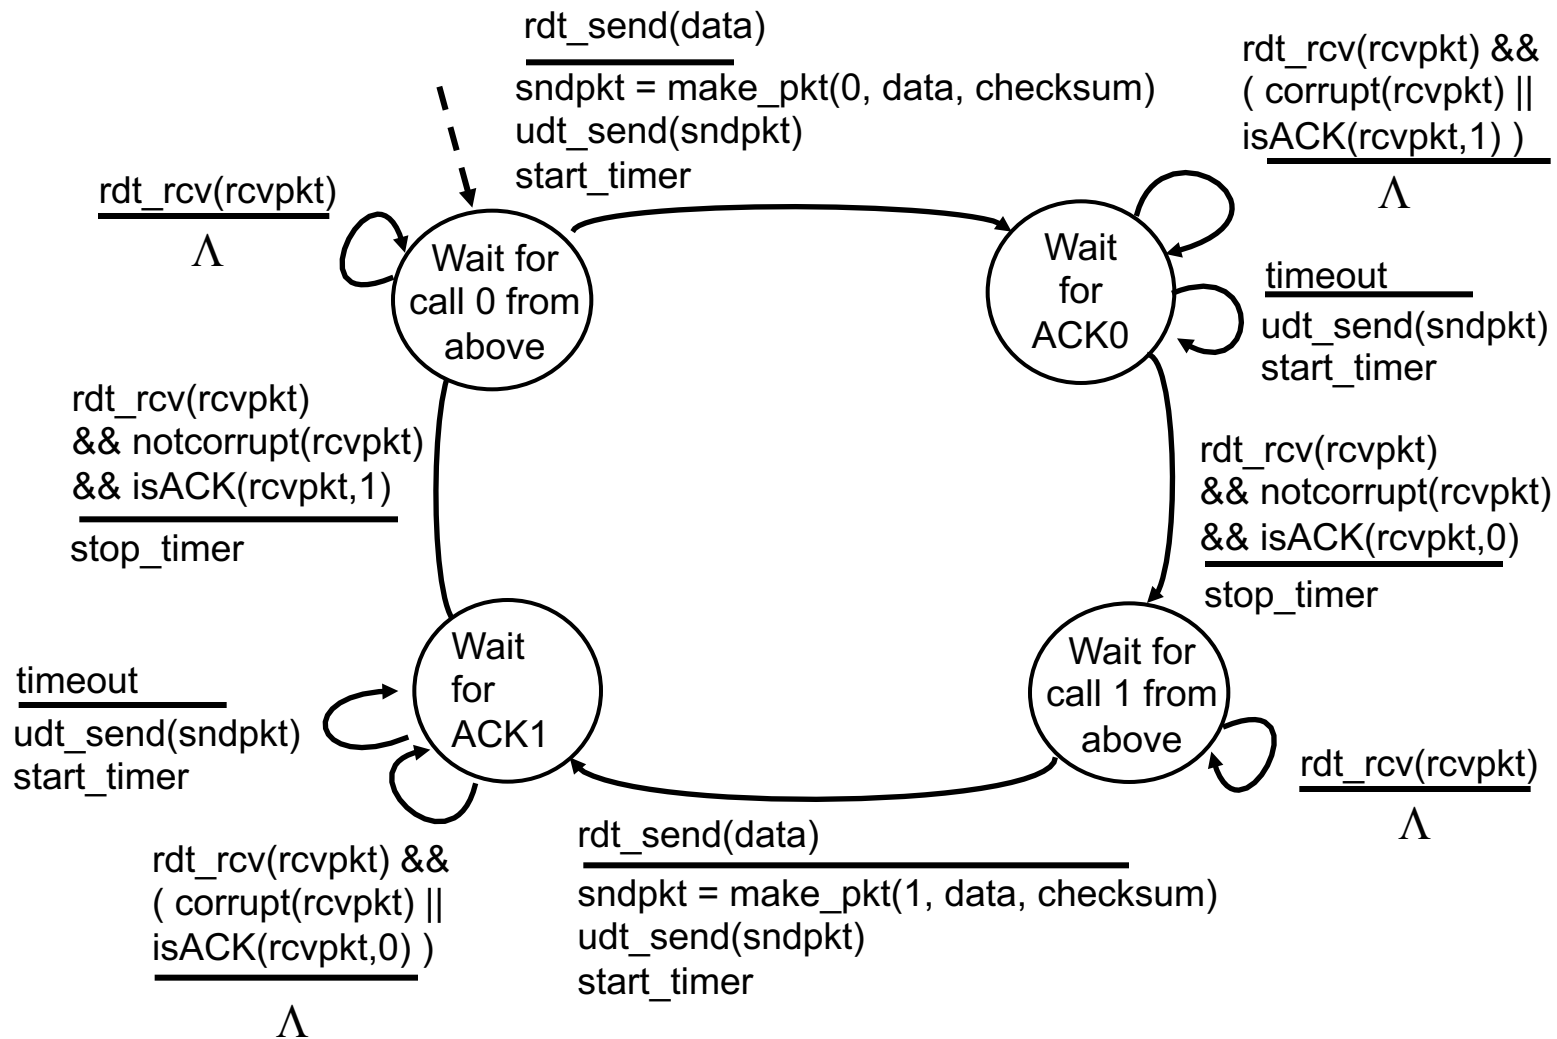 rdt_send(data)
sndpkt = make_pkt(0, data, checksum)
udt_send(sndpkt)
start_timer
rdt_rcv(rcvpkt) &&
( corrupt(rcvpkt) ||
isACK(rcvpkt,1) )
Λ
rdt_rcv(rcvpkt)
Λ
Wait for
call 0 from
above
Wait
for
ACK0
timeout
udt_send(sndpkt)
start_timer
rdt_rcv(rcvpkt)
&& notcorrupt(rcvpkt)
&& isACK(rcvpkt,1)
stop_timer
rdt_rcv(rcvpkt)
&& notcorrupt(rcvpkt)
&& isACK(rcvpkt,0)
stop_timer
Wait
for
ACK1
Wait for
call 1 from
above
timeout
udt_send(sndpkt)
start_timer
rdt_rcv(rcvpkt)
Λ
rdt_rcv(rcvpkt) &&
( corrupt(rcvpkt) ||
isACK(rcvpkt,0) )
Λ
rdt_send(data)
sndpkt = make_pkt(1, data, checksum)
udt_send(sndpkt)
start_timer